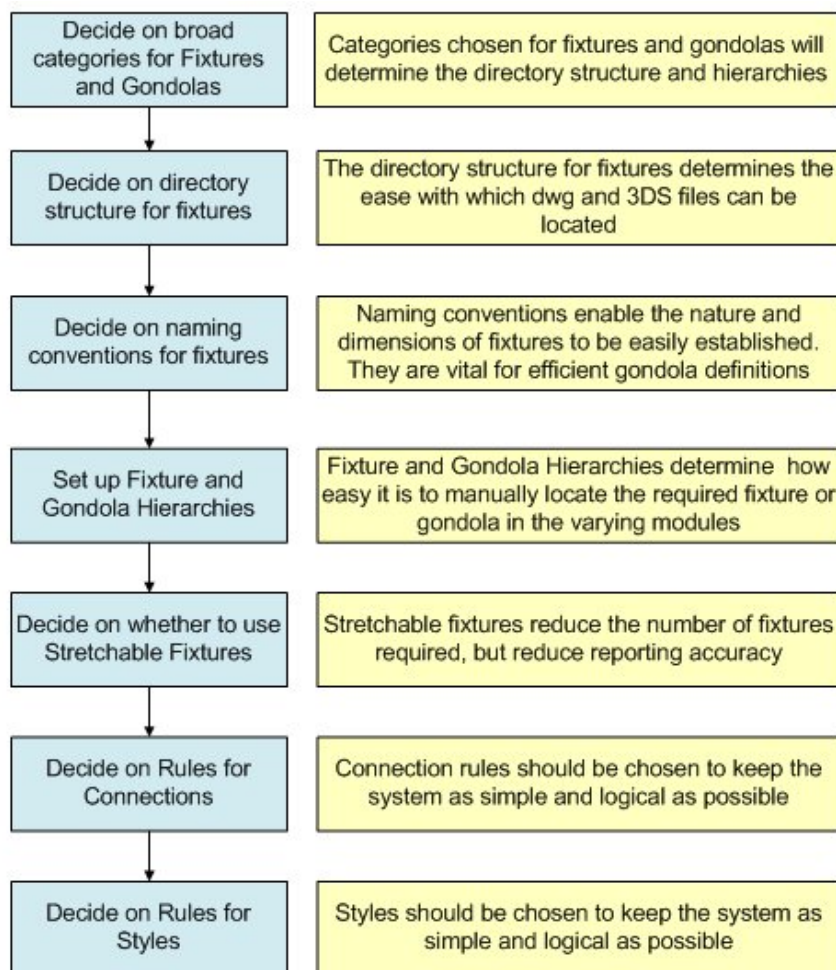 Decide on broad
categories for Fixtures
and Gondolas
Categories chosen for fixtures and gondolas will
determine the directory structure and hierarchies
Decide on directory
structure for fixtures
The directory structure for fixtures determines the
ease with which dwg and 3DS files can be
located
Decide on naming
conventions for fixtures
Naming conventions enable the nature and
dimensions of fixtures to be easily established.
They are vital for efficient gondola definitions
Set up Fixture and
Gondola Hierarchies
Fixture and Gondola Hierarchies determine how
easy it is to manually locate the required fixture or
gondola in the varying modules
Decide on whether to use
Stretchable Fixtures
Stretchable fixtures reduce the number of fixtures
required, but reduce reporting accuracy
Decide on Rules for
Connections
Connection rules should be chosen to keep the
system as simple and logical as possible
Decide on Rules for
Styles
Styles should be chosen to keep the system as
simple and logical as possible